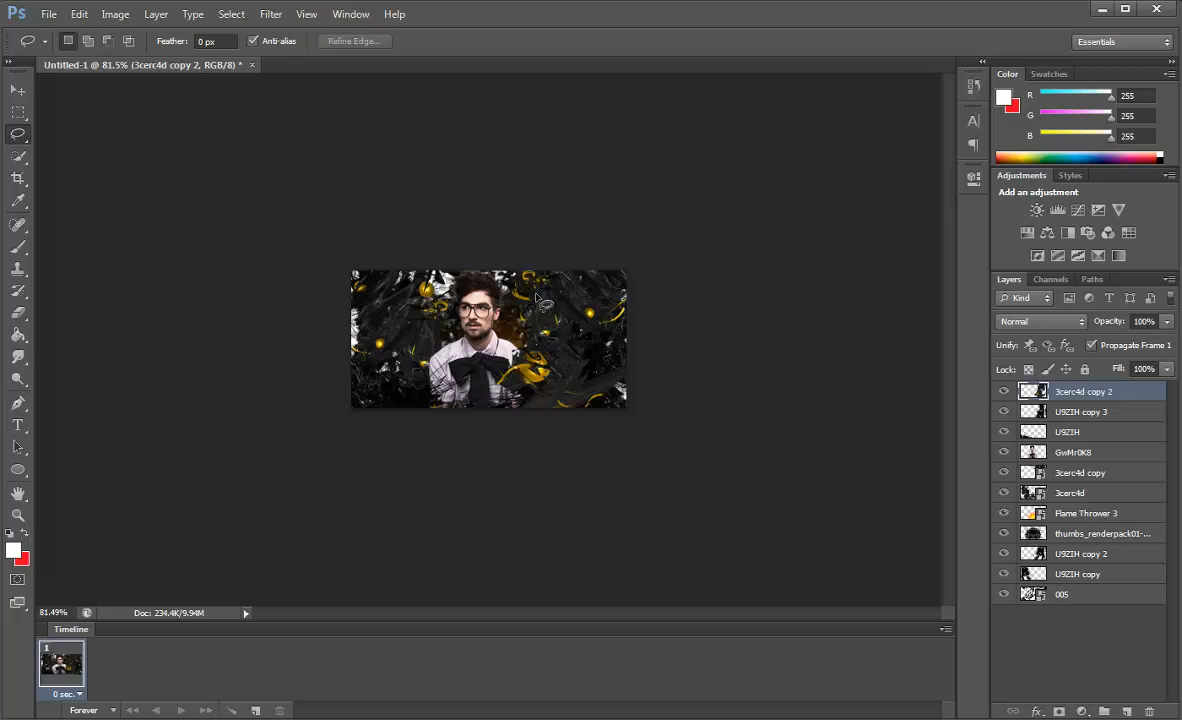 Ps File Edit Image Layer Type Select Filter View Window Help
Feather: 0 px Anti-alias Refine Edge... Essentials
Untitled-1 @ 81.5% (3cerc4d copy 2, RGB/8) * ×
Color Swatches
R 255
G 255
B 255
Adjustments Styles
Add an adjustment
Layers Channels Paths
Kind
Normal Opacity: 100%
Unify: Propagate Frame 1
Lock: Fill: 100%
3cerc4d copy 2
U9ZIH copy 3
U9ZIH
GwMr0K8
3cerc4d copy
3cerc4d
Flame Thrower 3
thumbs_renderpack01-...
U9ZIH copy 2
U9ZIH copy
005
81.49% Doc: 234.4K/9.94M
Timeline
1
0 sec.
Forever